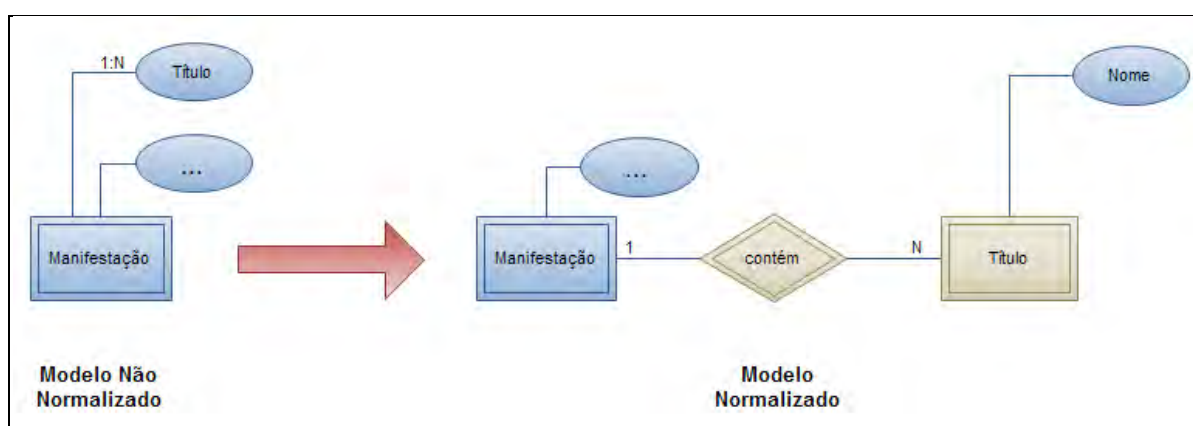 1:N
Título
...
Manifestação
Modelo Não
Normalizado
Nome
...
Manifestação
1
contém
N
Título
Modelo
Normalizado